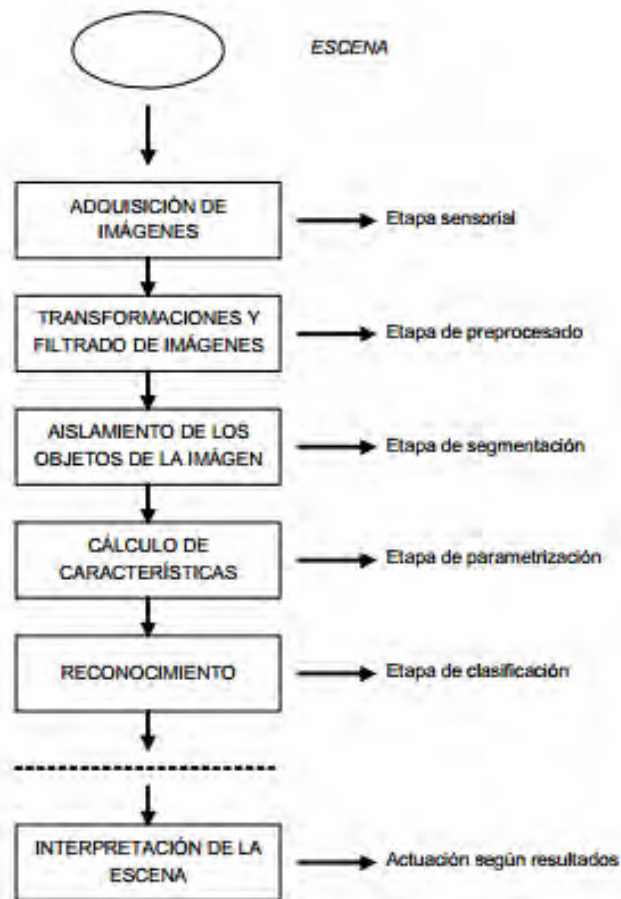 ESCENA
ADQUISICIÓN DE
IMÁGENES
Etapa sensorial
TRANSFORMACIONES Y
FILTRADO DE IMÁGENES
Etapa de preprocesado
AISLAMIENTO DE LOS
OBJETOS DE LA IMÁGEN
Etapa de segmentación
CÁLCULO DE
CARACTERÍSTICAS
Etapa de parametrización
RECONOCIMIENTO
Etapa de clasificación
INTERPRETACIÓN DE LA
ESCENA
Actuación según resultados